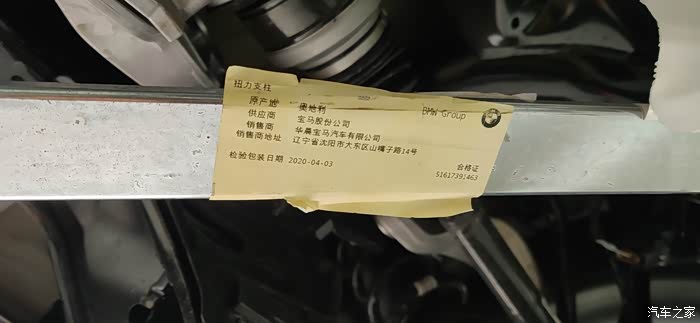 扭力支柱
原产地 奥地利
供应商 宝马股份公司
销售商 华晨宝马汽车有限公司
销售商地址 辽宁省沈阳市大东区山嘴子路14号
检验包装日期 2020-04-03
BMW Group
合格证
51617391463
汽车之家